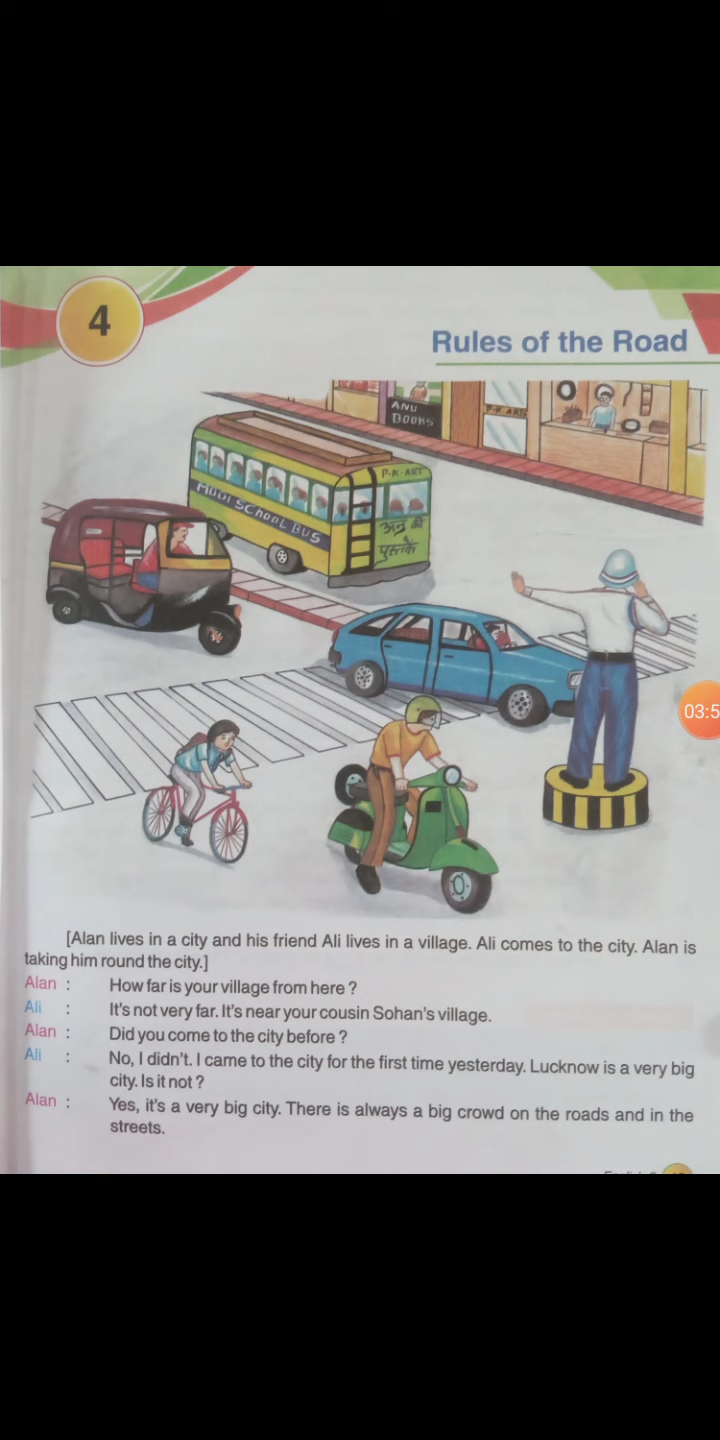 4
Rules of the Road
ANU
BOOKS
P.K. ARTS
P.K. ART
MODI SCHOOL BUS
अनु की
पुस्तकें
03:5
[Alan lives in a city and his friend Ali lives in a village. Ali comes to the city. Alan is
taking him round the city.]
Alan : How far is your village from here ?
Ali : It's not very far. It's near your cousin Sohan's village.
Alan : Did you come to the city before ?
Ali : No, I didn't. I came to the city for the first time yesterday. Lucknow is a very big
city. Is it not ?
Alan : Yes, it's a very big city. There is always a big crowd on the roads and in the
streets.